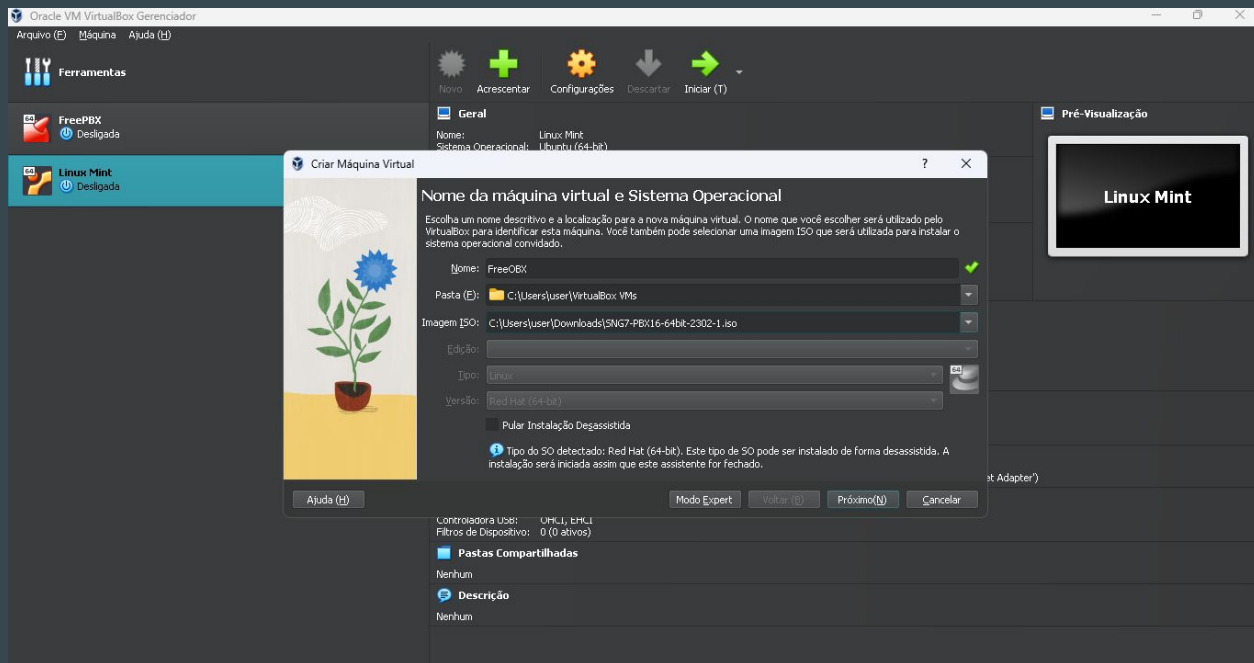 Oracle VM VirtualBox Gerenciador
Arquivo (F) Máquina Ajuda (H)
Ferramentas
Novo Acrescentar Configurações Descartar Iniciar (T)
64
FreePBX
Desligada
64
Linux Mint
Desligada
Geral
Nome: Linux Mint
Sistema Operacional: Ubuntu (64-bit)
Pré-Visualização
Linux Mint
Criar Máquina Virtual ?
Nome da máquina virtual e Sistema Operacional
Escolha um nome descritivo e a localização para a nova máquina virtual. O nome que você escolher será utilizado pelo
VirtualBox para identificar esta máquina. Você também pode selecionar uma imagem ISO que será utilizada para instalar o
sistema operacional convidado.
Nome: FreeOBX
Pasta (F): C:\Users\user\VirtualBox VMs
Imagem ISO: C:\Users\user\Downloads\SNG7-PBX16-64bit-2302-1.iso
Edição:
Tipo: Linux
64
Versão: Red Hat (64-bit)
Pular Instalação Desassistida
Tipo do SO detectado: Red Hat (64-bit). Este tipo de SO pode ser instalado de forma desassistida. A
instalação será iniciada assim que este assistente for fechado.
Ajuda (H) Modo Expert Voltar (B) Próximo(N) Cancelar
et Adapter')
Controladora USB: OHCI, EHCI
Filtros de Dispositivo: 0 (0 ativos)
Pastas Compartilhadas
Nenhum
Descrição
Nenhum